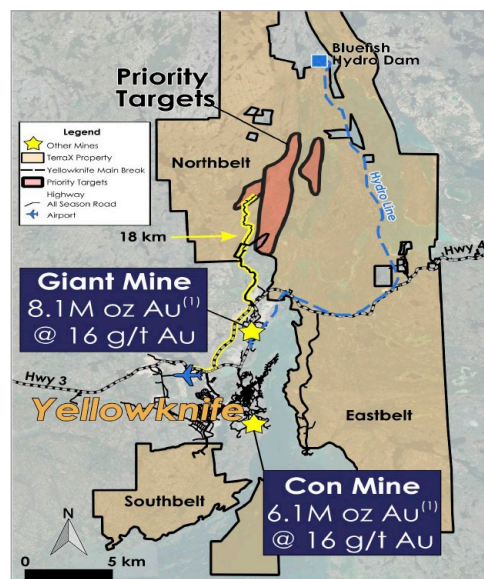 Bluefish
Hydro Dam
Priority
Targets
Legend
Other Mines
TerraX Property
Yellowknife Main Break
Priority Targets
Highway
All Season Road
Airport
Northbelt
Hydro Line
18 km
Hwy 4
Giant Mine
8.1M oz Au(1)
@ 16 g/t Au
Hwy 3
Yellowknife
Eastbelt
Southbelt
Con Mine
6.1M oz Au(1)
@ 16 g/t Au
N
0 5 km